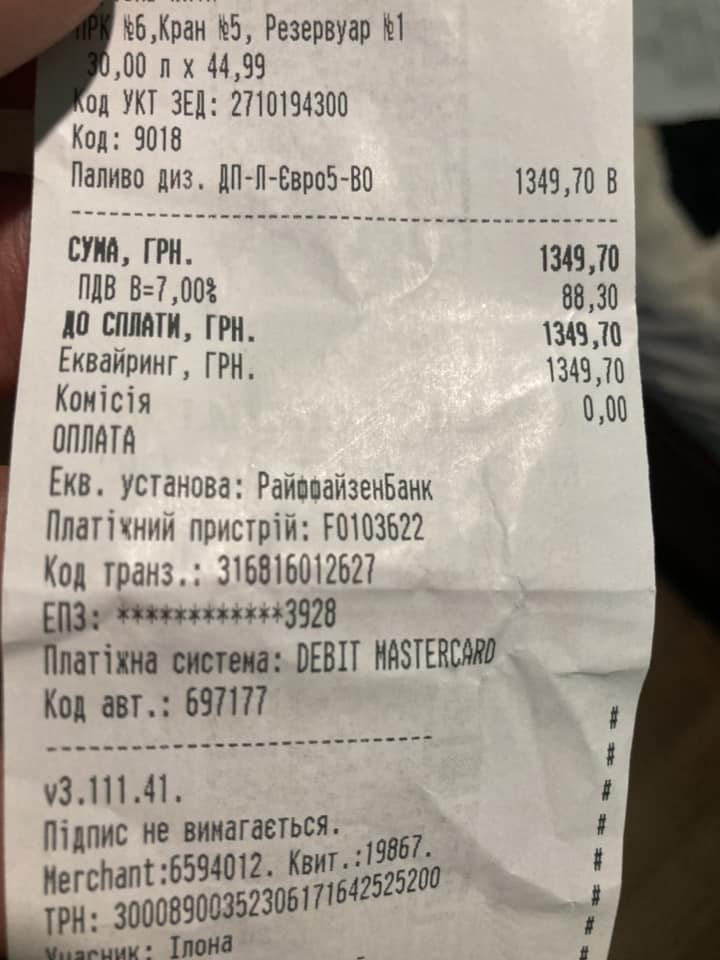 ПРК №6,Кран №5, Резервуар №1
30,00 л x 44,99
Код УКТ ЗЕД: 2710194300
Код: 9018
Паливо диз. ДП-Л-Євро5-В0 1349,70 В
СУМА, ГРН. 1349,70
ПДВ В=7,00% 88,30
ДО СПЛАТИ, ГРН. 1349,70
Еквайринг, ГРН. 1349,70
Комісія 0,00
ОПЛАТА
Екв. установа: РайффайзенБанк
Платіжний пристрій: F0103622
Код транз.: 316816012627
ЕПЗ: ************3928
Платіжна система: DEBIT MASTERCARD
Код авт.: 697177
#
#
v3.111.41. #
Підпис не вимагається. #
Merchant:6594012. Квит.:19867. #
ТРН: 30008900352306171642525200 #
#
Учасник: Ілона #